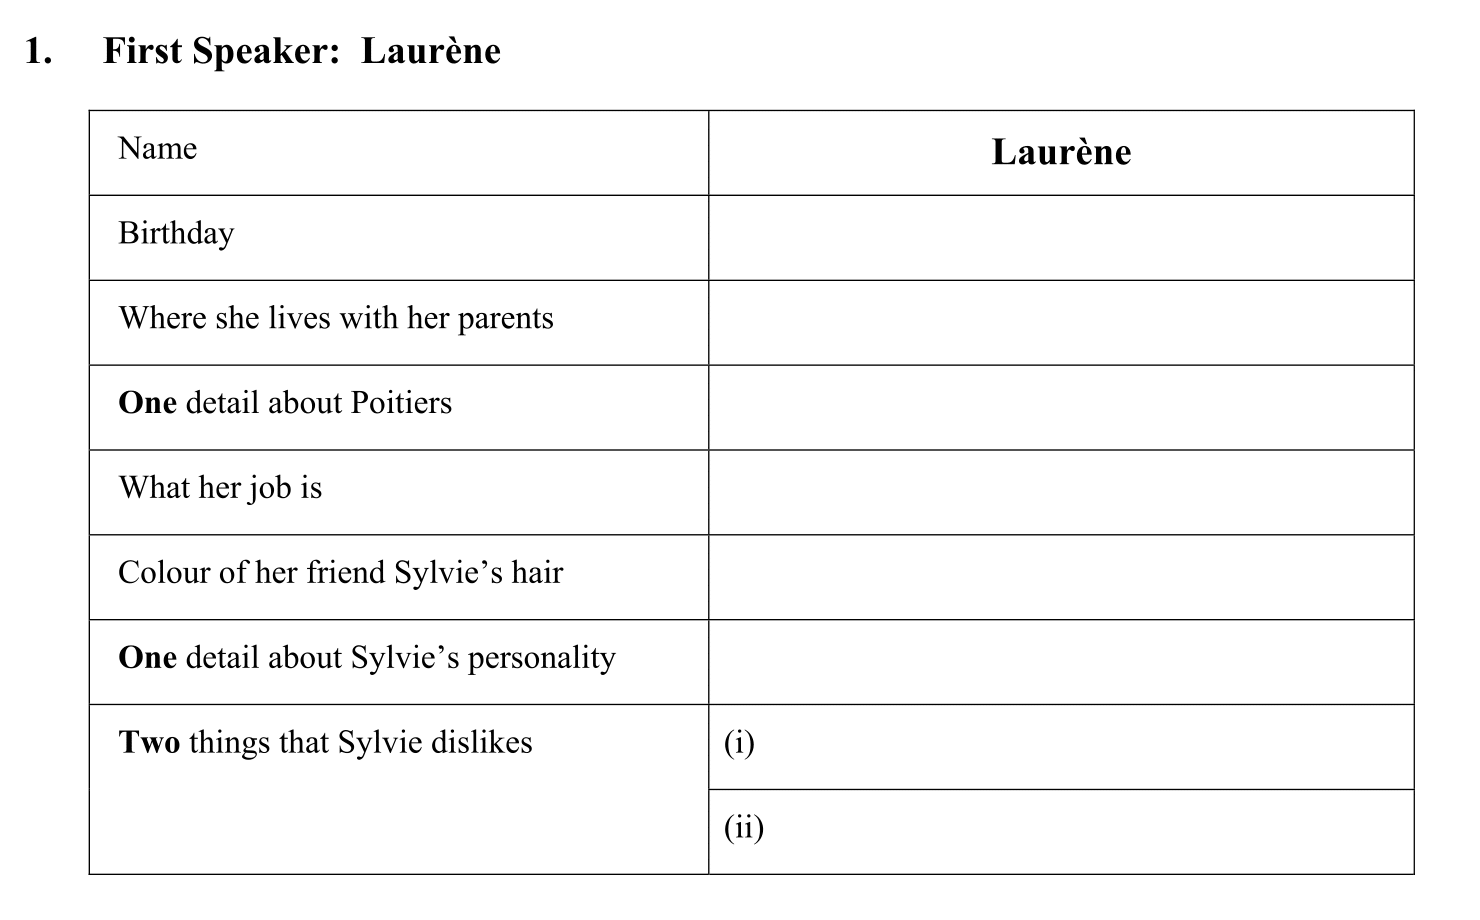 1. First Speaker: Laurène
Name
Laurène
Birthday
Where she lives with her parents
One detail about Poitiers
What her job is
Colour of her friend Sylvie’s hair
One detail about Sylvie’s personality
Two things that Sylvie dislikes
(i)
(ii)